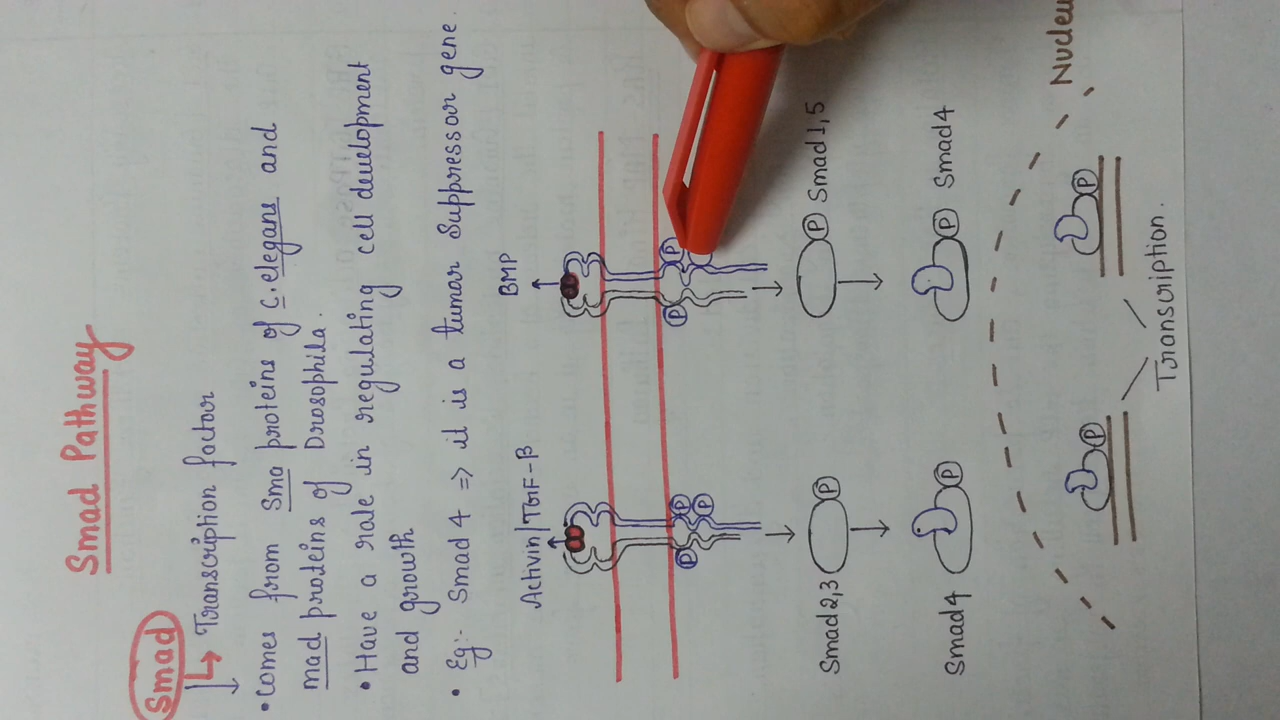 Smad Pathway
Smad
Transcription factor
• Comes from Sma proteins of C. elegans and
mad proteins of Drosophila.
• Have a role in regulating cell development
and growth
• Eg:- Smad 4 => it is a tumor suppressor gene.
Activin/TGF-β
BMP
P
P
P
P
P
Smad 2,3
P
P
Smad 1,5
Smad 4
P
P
Smad 4
P
P
Transcription.